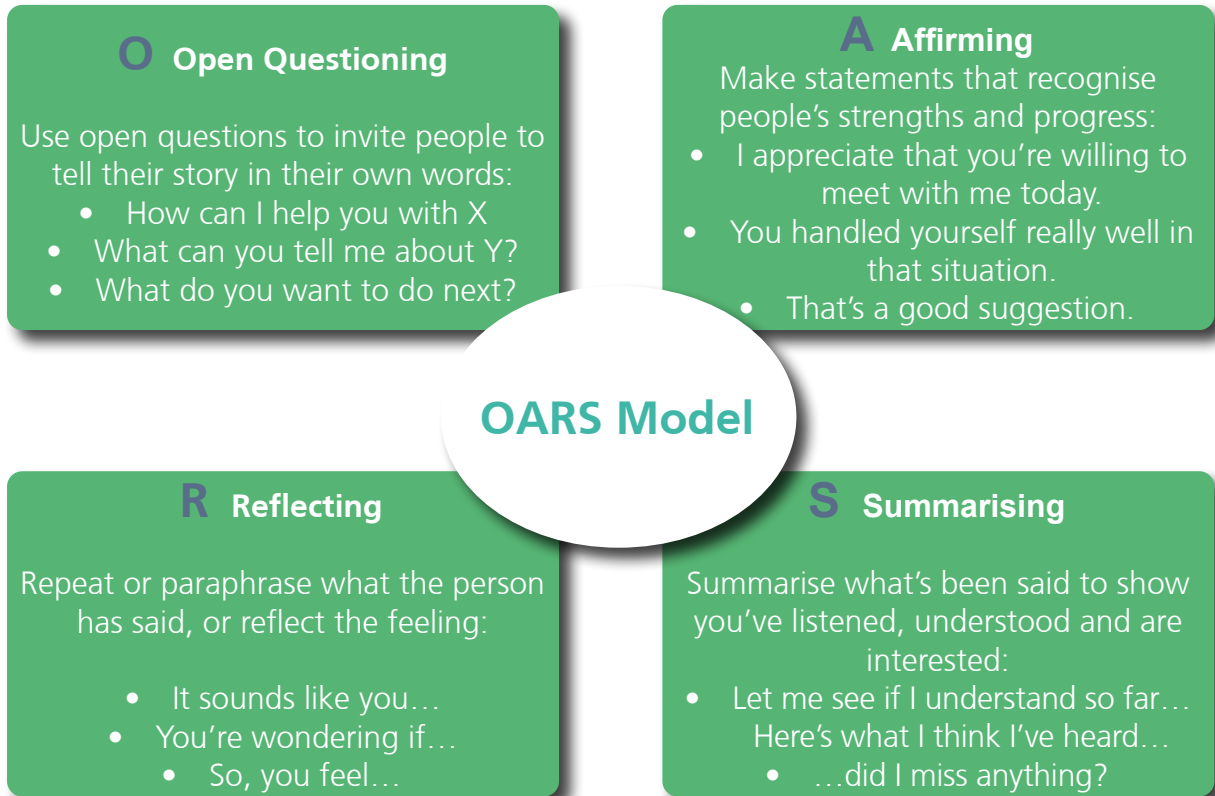 O Open Questioning
Use open questions to invite people to
tell their story in their own words:
• How can I help you with X
• What can you tell me about Y?
• What do you want to do next?
A Affirming
Make statements that recognise
people’s strengths and progress:
• I appreciate that you’re willing to
meet with me today.
• You handled yourself really well in
that situation.
• That’s a good suggestion.
OARS Model
R Reflecting
Repeat or paraphrase what the person
has said, or reflect the feeling:
• It sounds like you…
• You’re wondering if…
• So, you feel…
S Summarising
Summarise what’s been said to show
you’ve listened, understood and are
interested:
• Let me see if I understand so far…
Here’s what I think I’ve heard…
• …did I miss anything?